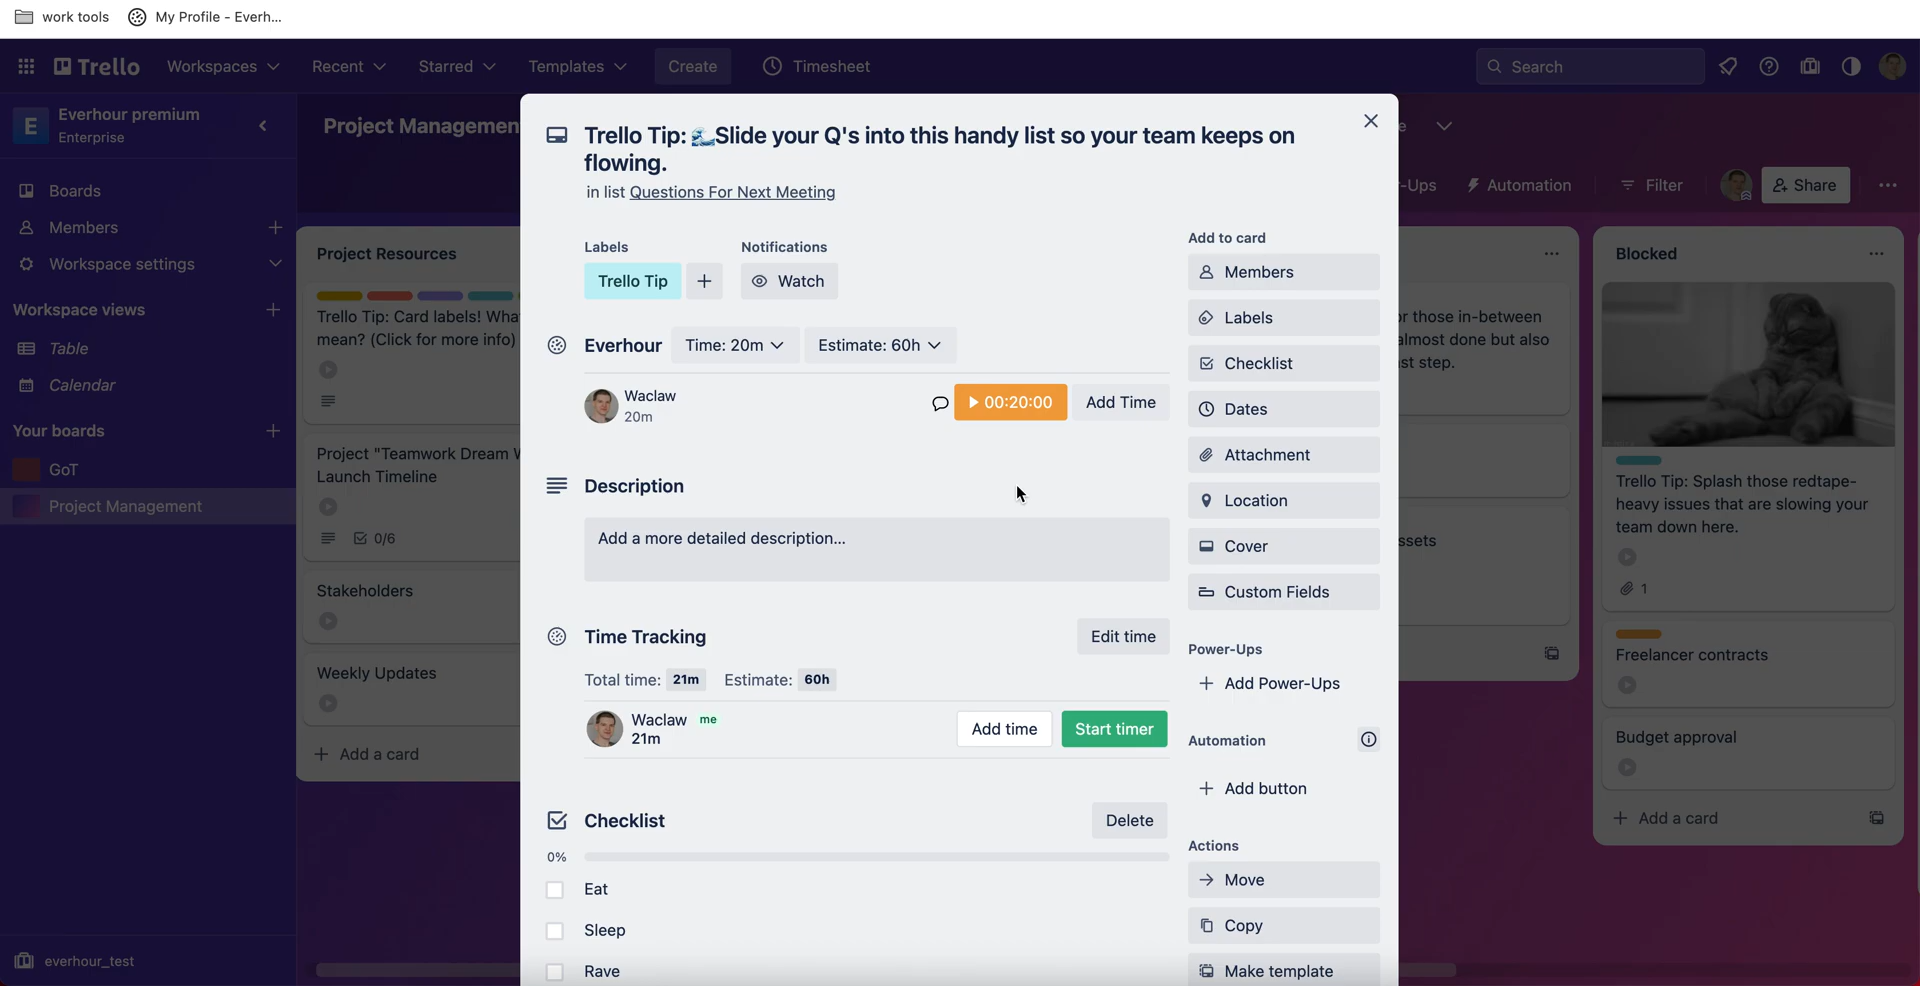 work tools
My Profile - Everh...
Trello
Workspaces
Recent
Starred
Templates
Create
Timesheet
Search
E
Everhour premium
Enterprise
Boards
Members
Workspace settings
Workspace views
Table
Calendar
Your boards
GoT
Project Management
everhour_test
Project Managemen
-Ups
Automation
Filter
Share
Project Resources
Trello Tip: Card labels! Wha
mean? (Click for more info)
Project "Teamwork Dream W
Launch Timeline
0/6
Stakeholders
Weekly Updates
+ Add a card
Trello Tip: 🌊Slide your Q's into this handy list so your team keeps on
flowing.
in list Questions For Next Meeting
Labels
Notifications
Trello Tip
+
Watch
Everhour
Time: 20m
Estimate: 60h
Waclaw
20m
00:20:00
Add Time
Description
Add a more detailed description...
Time Tracking
Edit time
Total time: 21m Estimate: 60h
Waclaw me
21m
Add time
Start timer
Checklist
Delete
0%
Eat
Sleep
Rave
Add to card
Members
Labels
Checklist
Dates
Attachment
Location
Cover
Custom Fields
Power-Ups
+ Add Power-Ups
Automation
+ Add button
Actions
Move
Copy
Make template
r those in-between
almost done but also
st step.
ssets
Blocked
Trello Tip: Splash those redtape-
heavy issues that are slowing your
team down here.
1
Freelancer contracts
Budget approval
+ Add a card